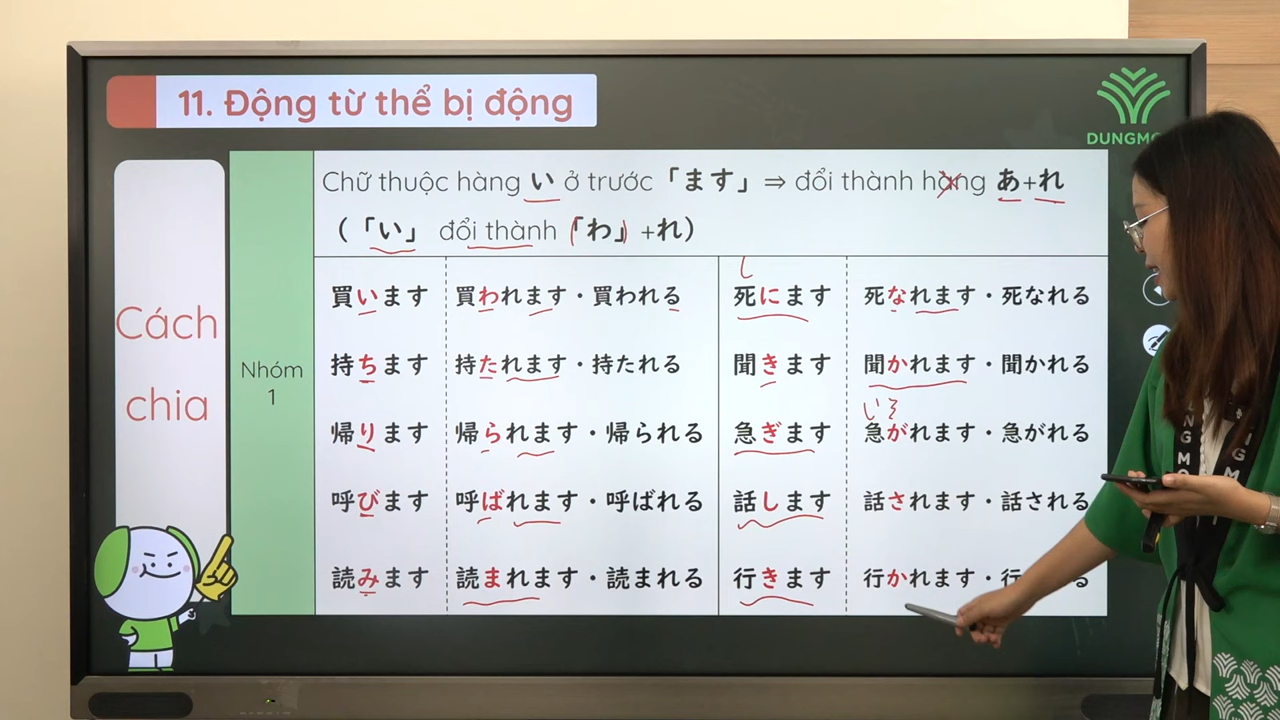 11. Động từ thể bị động
DUNGMO
Cách
chia
Nhóm
1
Chữ thuộc hàng い ở trước「ます」⇒ đổi thành hàng あ+れ
(「い」 đổi thành「わ」+れ)
し
買います 買われます・買われる 死にます 死なれます・死なれる
持ちます 持たれます・持たれる 聞きます 聞かれます・聞かれる
いそ
帰ります 帰られます・帰られる 急ぎます 急がれます・急がれる
呼びます 呼ばれます・呼ばれる 話します 話されます・話される
読みます 読まれます・読まれる 行きます 行かれます・行 る
NG MO
NG